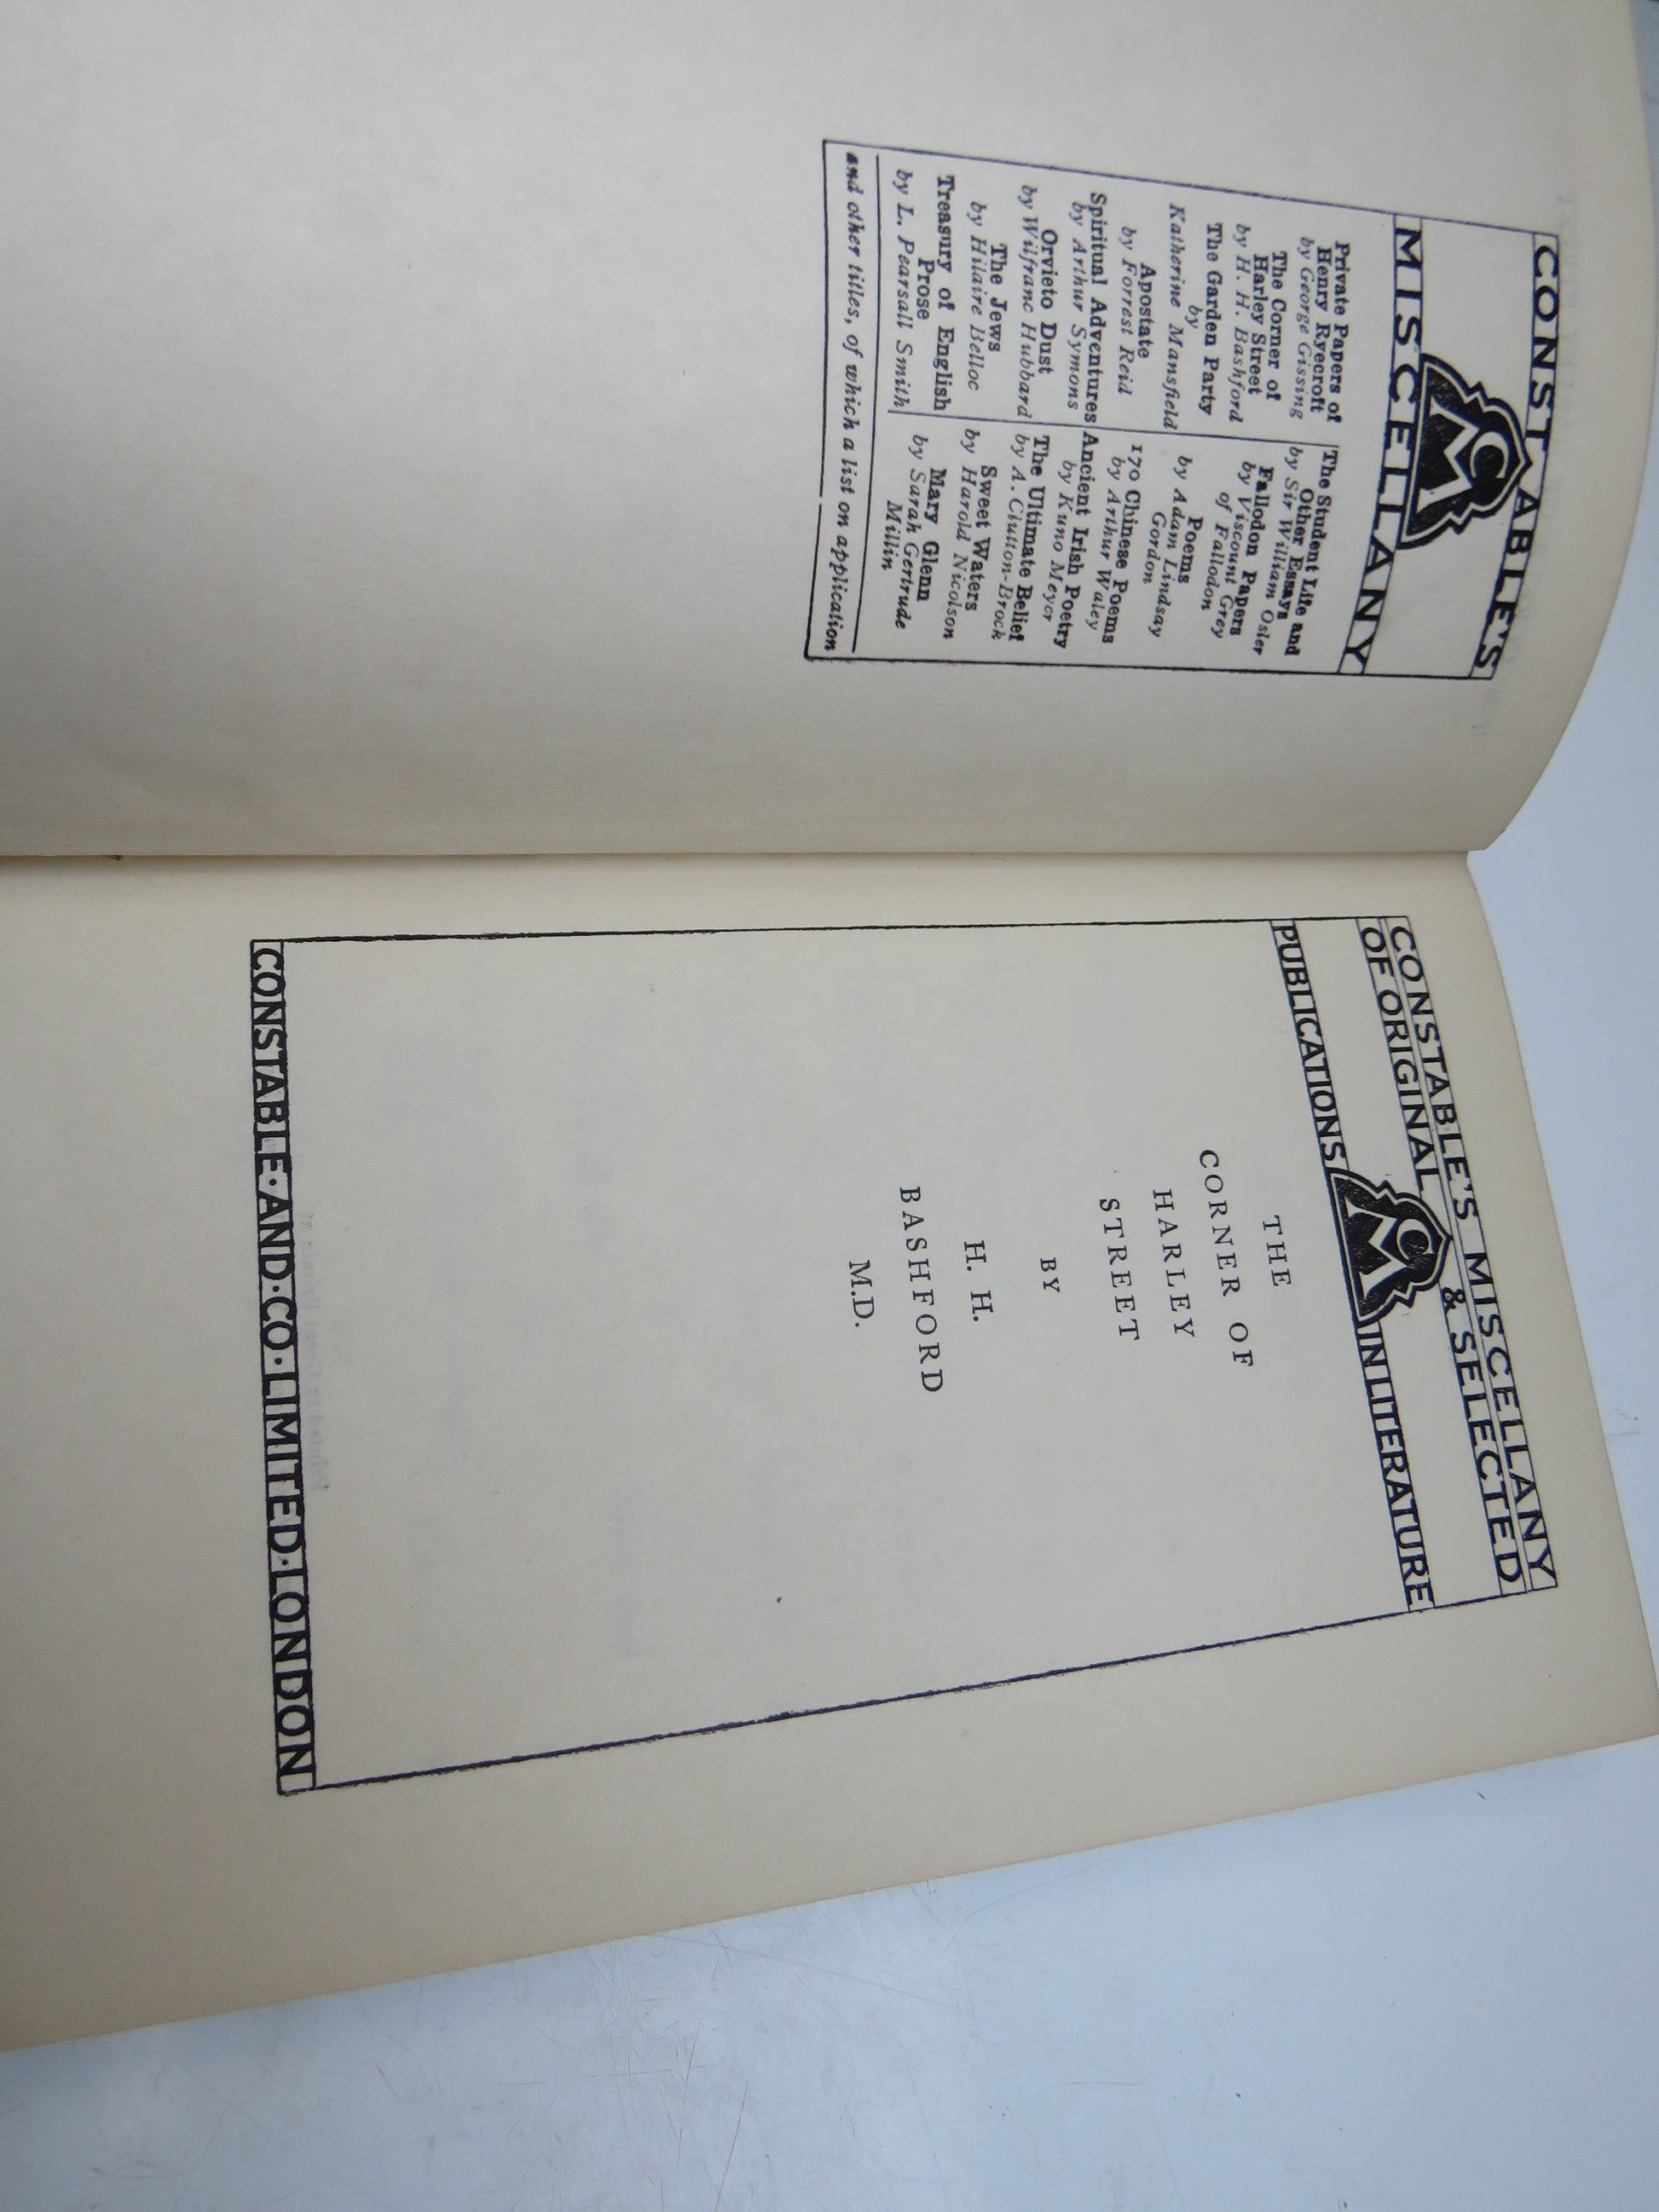 CONSTABLE'S
MISCELLANY
Private Papers of
Henry Ryecroft
by George Gissing
The Corner of
Harley Street
by H. H. Bashford
The Garden Party
by
Katherine Mansfield
Apostate
by Forrest Reid
Spiritual Adventures
by Arthur Symons
Orvieto Dust
by Wilfranc Hubbard
The Jews
by Hilaire Belloc
Treasury of English
Prose
by L. Pearsall Smith
The Student Life and
Other Essays
by Sir William Osler
Fallodon Papers
by Viscount Grey
of Fallodon
Poems
by Adam Lindsay
Gordon
170 Chinese Poems
by Arthur Waley
Ancient Irish Poetry
by Kuno Meyer
The Ultimate Belief
by A. Clutton-Brock
Sweet Waters
by Harold Nicolson
Mary Glenn
by Sarah Gertrude
Millin
and other titles, of which a list on application
CONSTABLE'S MISCELLANY
OF ORIGINAL & SELECTED
PUBLICATIONS IN LITERATURE
THE
CORNER OF
HARLEY
STREET
BY
H. H.
BASHFORD
M.D.
CONSTABLE·AND·CO·LIMITED·LONDON